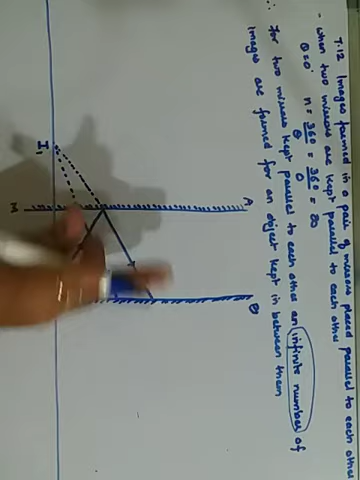 7.12 Images formed in a pair of mirrors placed parallel to each other
- when two mirrors are kept parallel to each other
θ=0° n = 360/θ = 360/0 = ∞
∴ For two mirrors kept parallel to each other an infinite number of
images are formed for an object kept in between them
I₁
M A
B